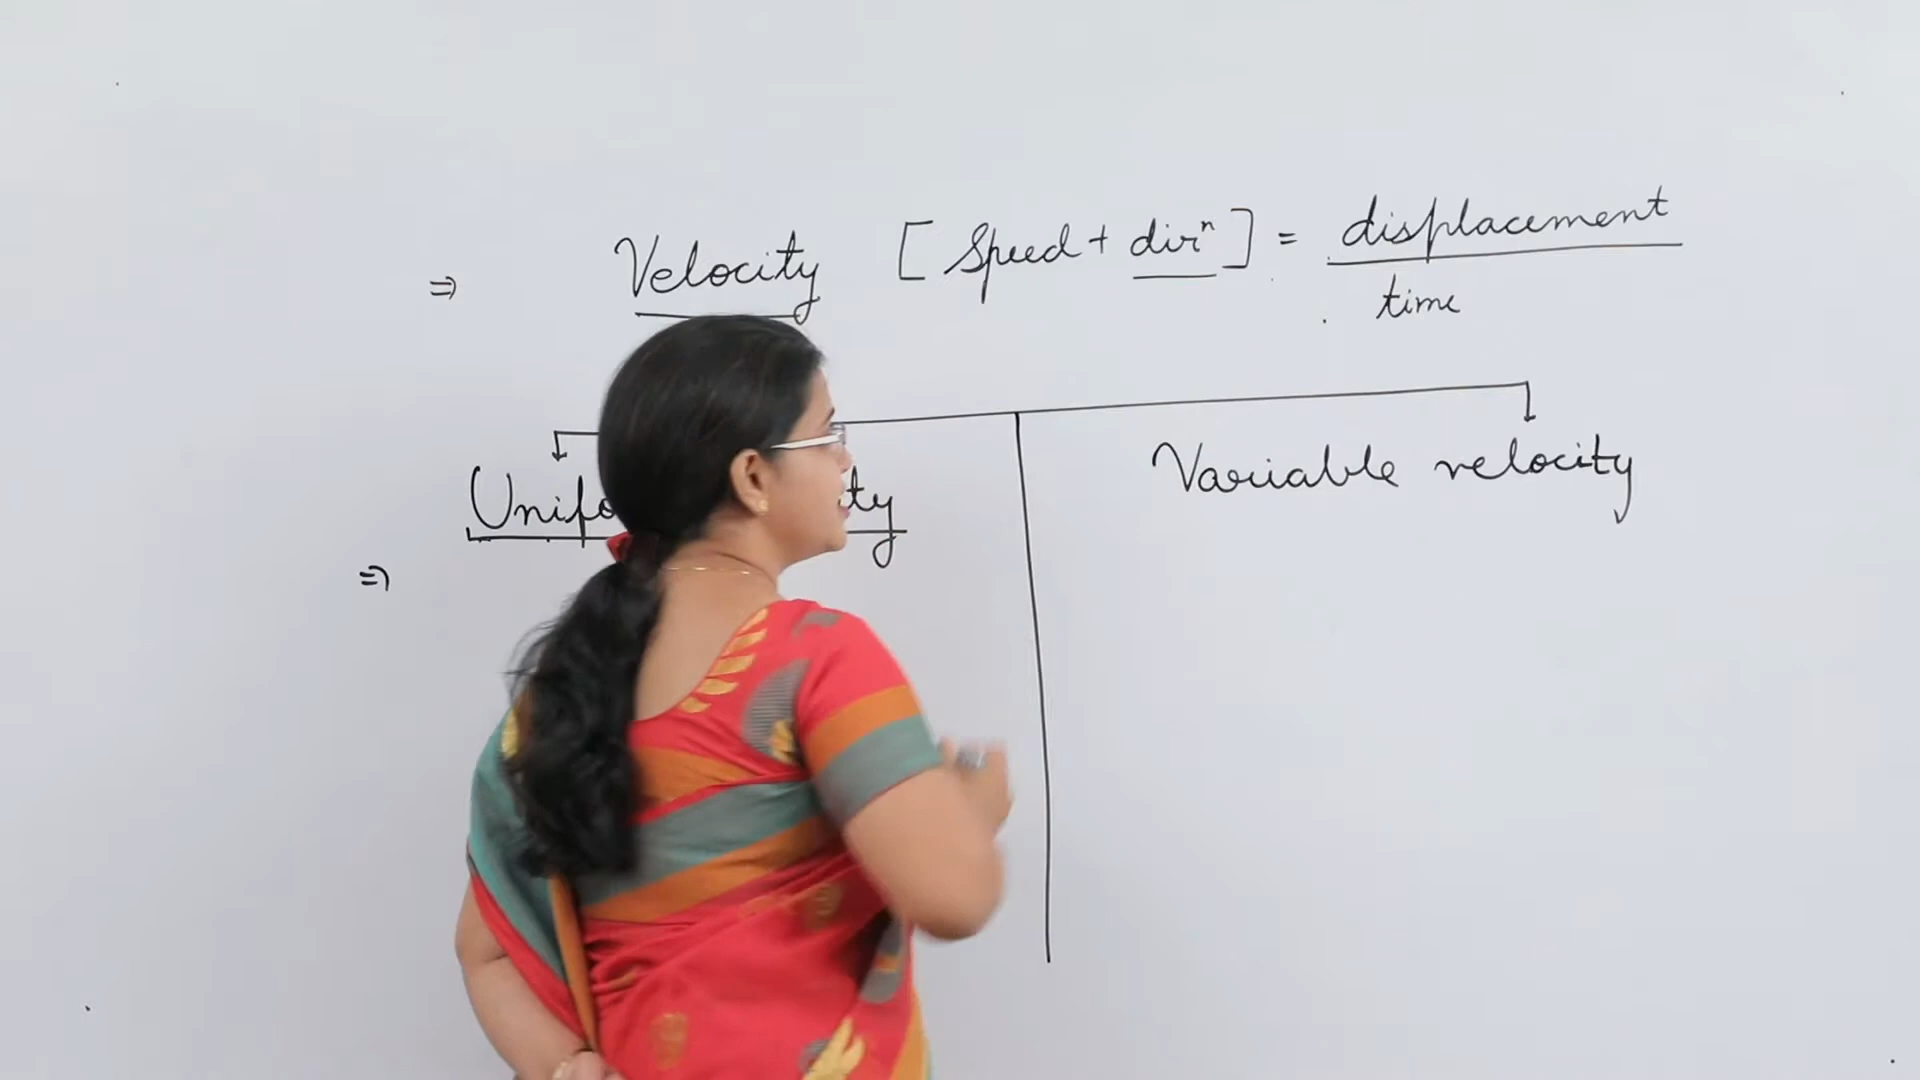 ⇒ Velocity [Speed + dirⁿ] = displacement
time
Variable velocity
⇒